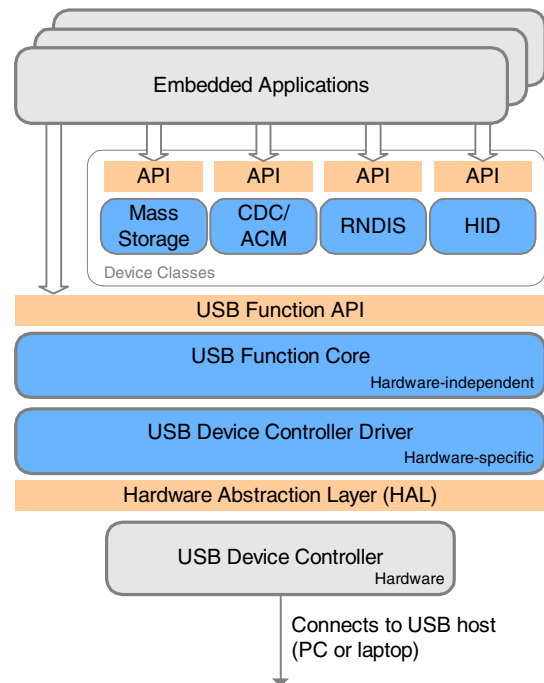 Embedded Applications
API API API API
Mass Storage CDC/ ACM RNDIS HID
Device Classes
USB Function API
USB Function Core
Hardware-independent
USB Device Controller Driver
Hardware-specific
Hardware Abstraction Layer (HAL)
USB Device Controller
Hardware
Connects to USB host
(PC or laptop)